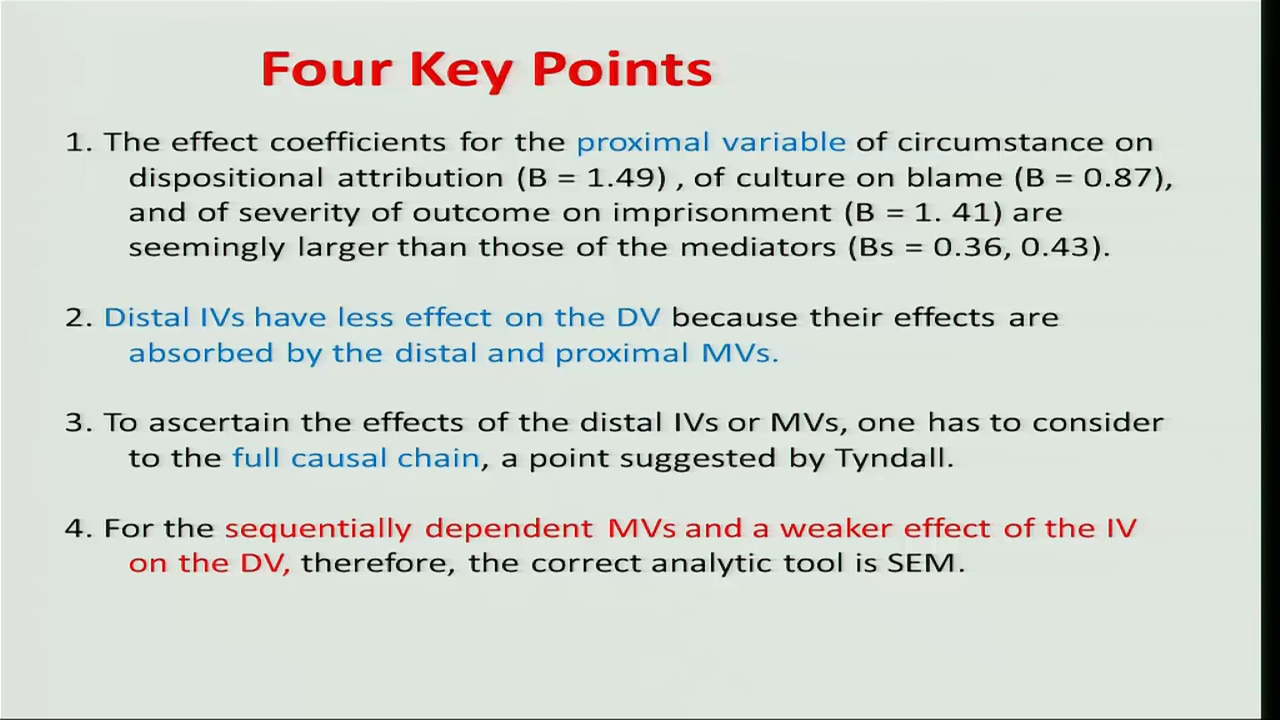 Four Key Points
1. The effect coefficients for the proximal variable of circumstance on
dispositional attribution (B = 1.49) , of culture on blame (B = 0.87),
and of severity of outcome on imprisonment (B = 1. 41) are
seemingly larger than those of the mediators (Bs = 0.36, 0.43).
2. Distal IVs have less effect on the DV because their effects are
absorbed by the distal and proximal MVs.
3. To ascertain the effects of the distal IVs or MVs, one has to consider
to the full causal chain, a point suggested by Tyndall.
4. For the sequentially dependent MVs and a weaker effect of the IV
on the DV, therefore, the correct analytic tool is SEM.